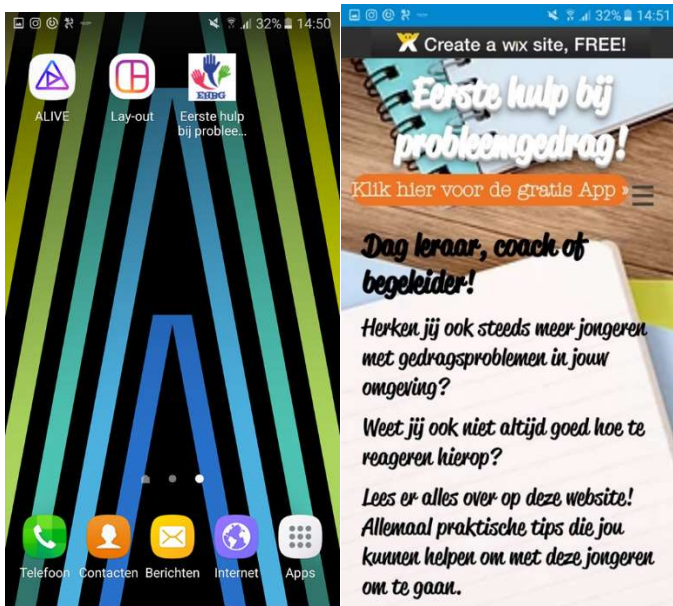 32% 14:50
ALIVE
Lay-out
EHBG
Eerste hulp
bij problee...
Telefoon
Contacten
Berichten
Internet
Apps
32% 14:51
Create a WIX site, FREE!
Eerste hulp bij
probleemgedrag!
Klik hier voor de gratis App »
Dag leraar, coach of
begeleider!
Herken jij ook steeds meer jongeren
met gedragsproblemen in jouw
omgeving?
Weet jij ook niet altijd goed hoe te
reageren hierop?
Lees er alles over op deze website!
Allemaal praktische tips die jou
kunnen helpen om met deze jongeren
om te gaan.